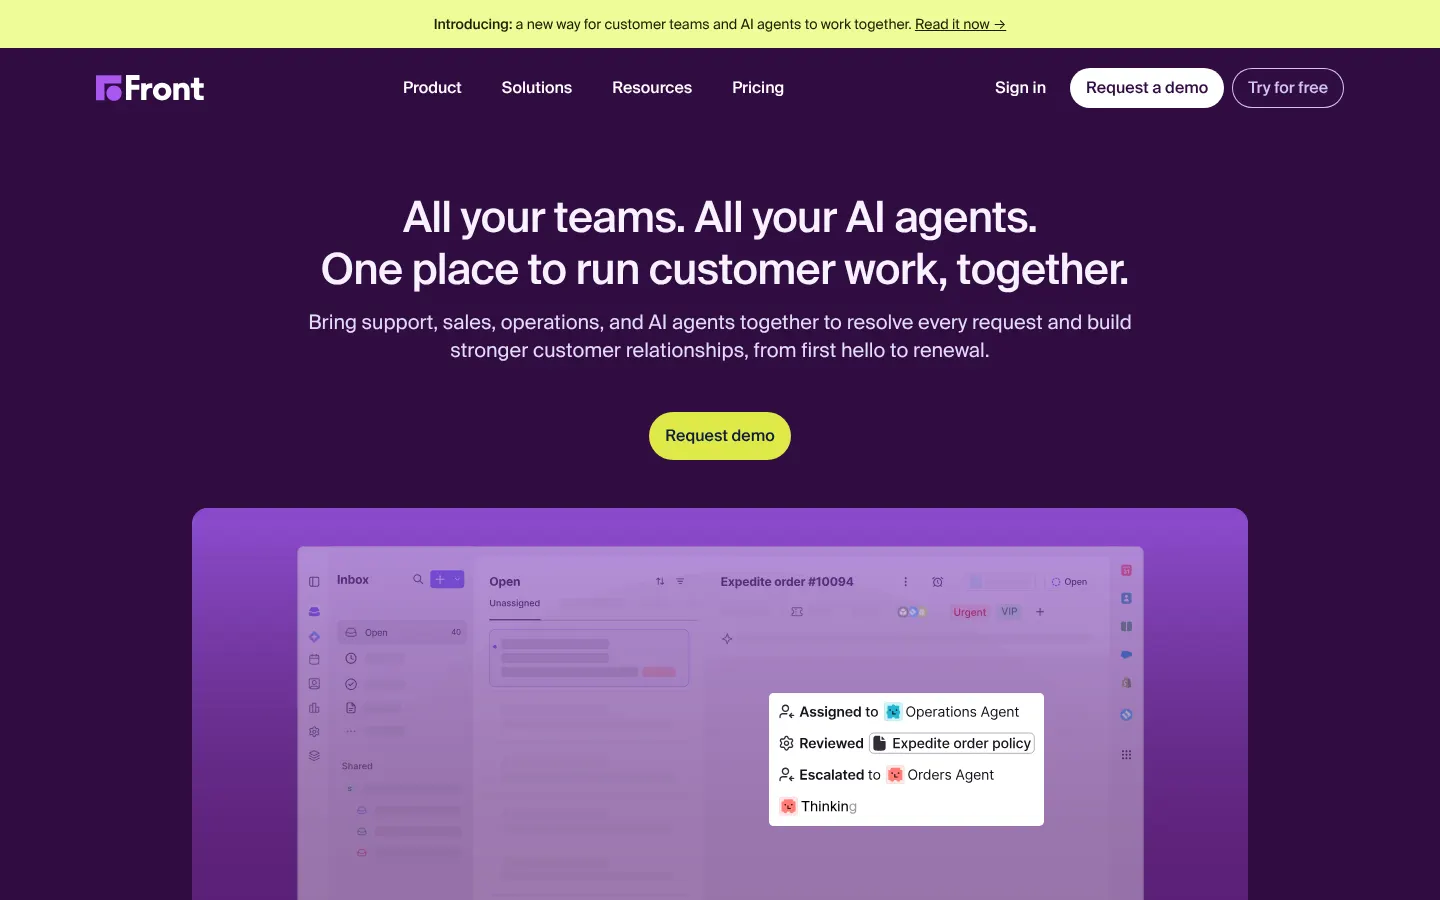 Introducing: a new way for customer teams and AI agents to work together. Read it now →
Front
Product
Solutions
Resources
Pricing
Sign in
Request a demo
Try for free
All your teams. All your AI agents.
One place to run customer work, together.
Bring support, sales, operations, and AI agents together to resolve every request and build
stronger customer relationships, from first hello to renewal.
Request demo
Inbox
Open 40
Shared
Open
Unassigned
Expedite order #10094
Open
Urgent VIP
Assigned to Operations Agent
Reviewed Expedite order policy
Escalated to Orders Agent
Thinking